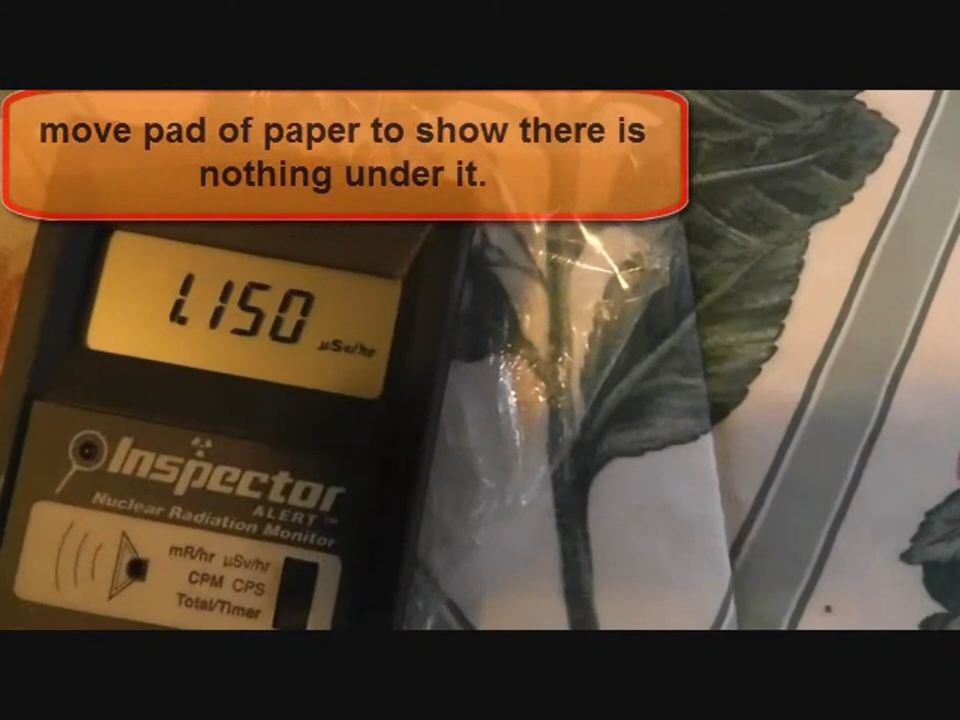 move pad of paper to show there is
nothing under it.
1.150
µSv/hr
Inspector
ALERT™
Nuclear Radiation Monitor
mR/hr µSv/hr
CPM CPS
Total/Timer